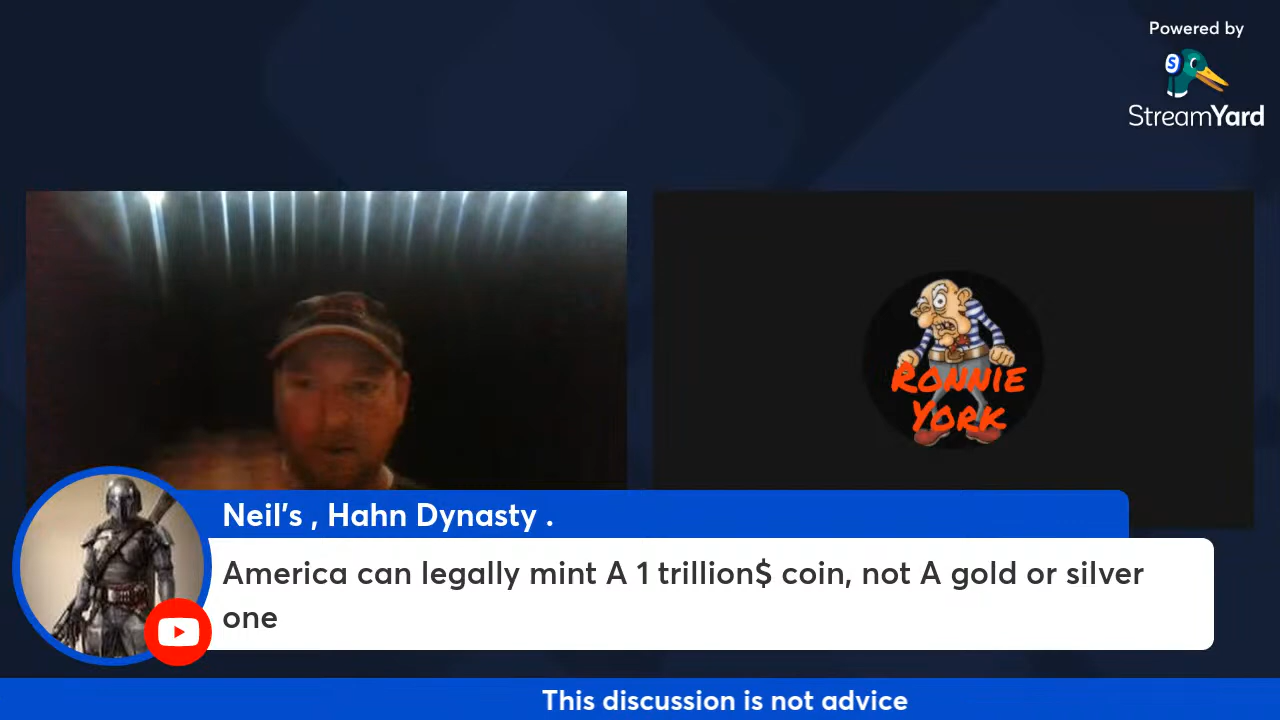 Powered by
S
StreamYard
RONNIE
YORK
Neil's , Hahn Dynasty .
America can legally mint A 1 trillion$ coin, not A gold or silver
one
This discussion is not advice